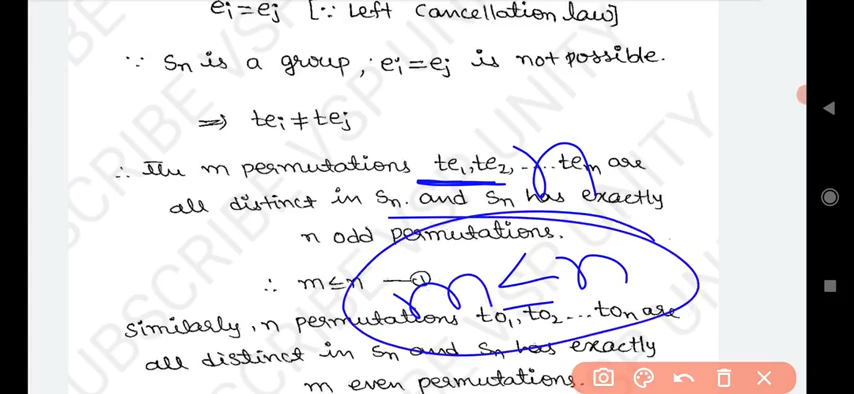 ei = ej [∵ Left Cancellation law]
∵ Sn is a group, ei = ej is not possible.
⟹ tei ≠ tej
∴ The m permutations te1, te2, ... tem are
all distinct in Sn. and Sn has exactly
n odd permutations.
∴ m ≤ n —①
m ≤ n
Similarly, n permutations to1, to2 ... ton are
all distinct in Sn and Sn has exactly
m even permutations.